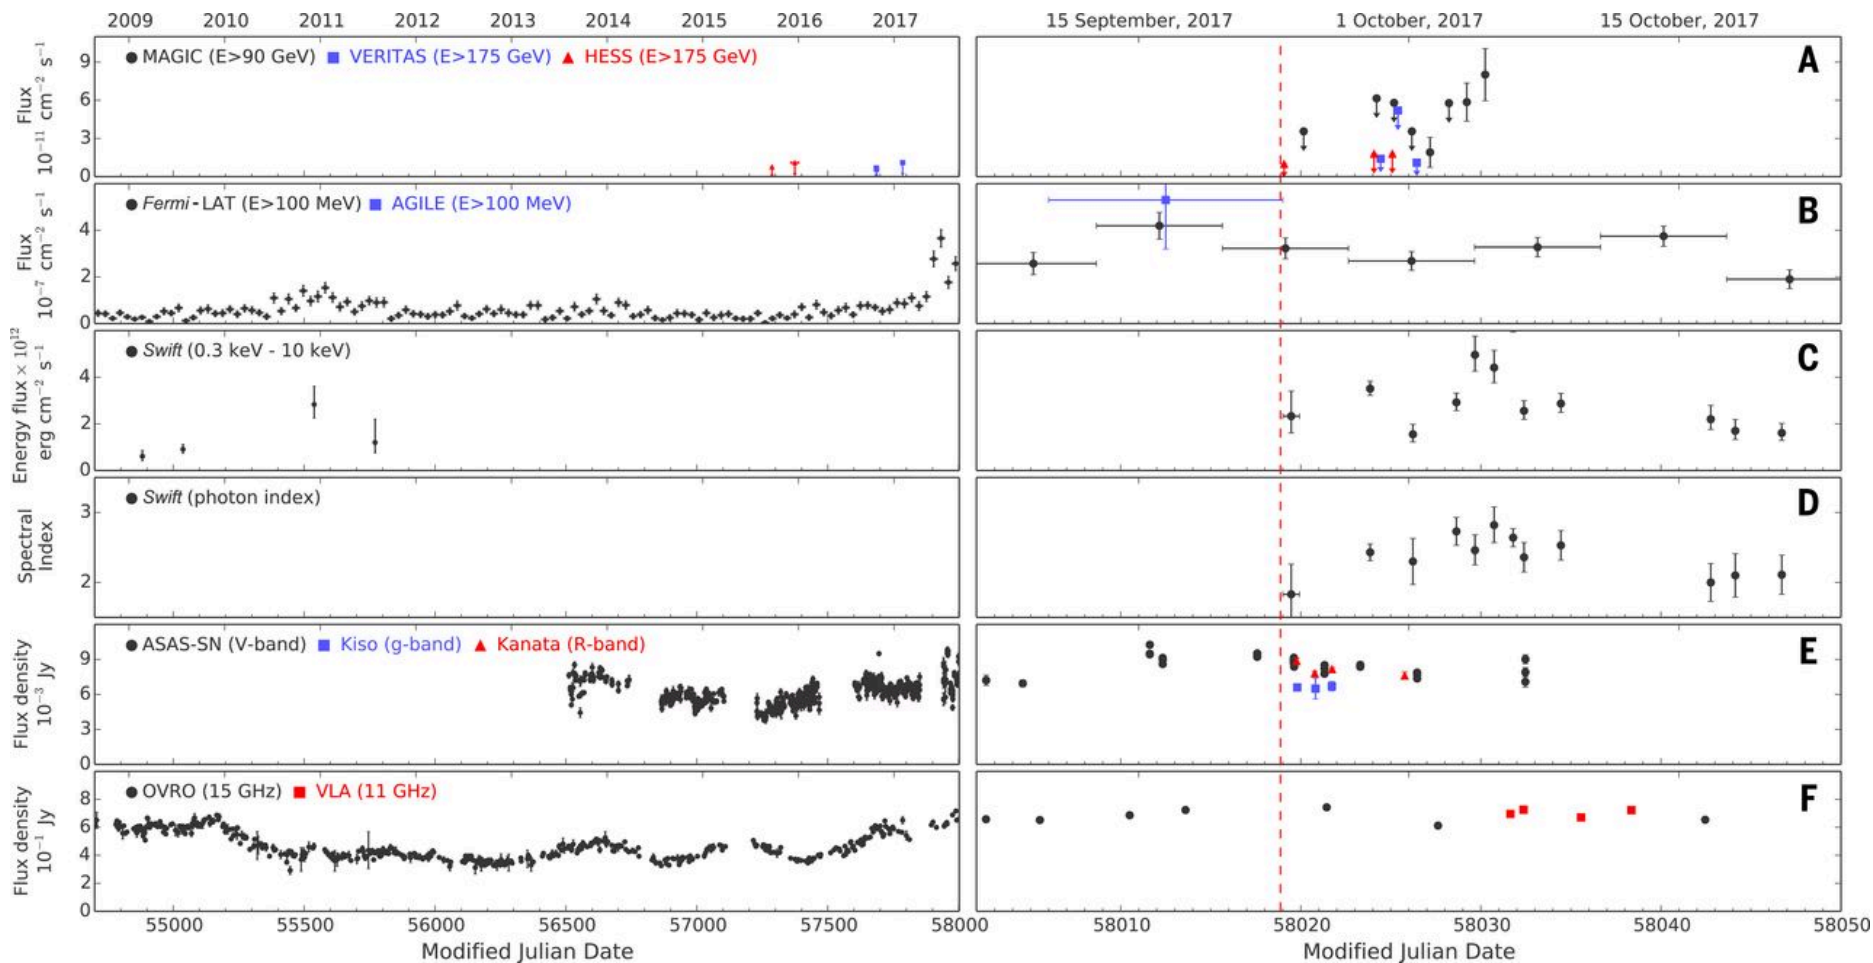 2009 2010 2011 2012 2013 2014 2015 2016 2017
15 September, 2017 1 October, 2017 15 October, 2017
Flux
10⁻¹¹ cm⁻² s⁻¹
9
6
3
0
MAGIC (E>90 GeV) VERITAS (E>175 GeV) HESS (E>175 GeV)
A
Flux
10⁻⁷ cm⁻² s⁻¹
4
2
0
Fermi-LAT (E>100 MeV) AGILE (E>100 MeV)
B
Energy flux × 10¹²
erg cm⁻² s⁻¹
4
2
0
Swift (0.3 keV - 10 keV)
C
Spectral
Index
3
2
Swift (photon index)
D
Flux density
10⁻³ Jy
9
6
3
0
ASAS-SN (V-band) Kiso (g-band) Kanata (R-band)
E
Flux density
10⁻¹ Jy
8
6
4
2
0
OVRO (15 GHz) VLA (11 GHz)
F
55000 55500 56000 56500 57000 57500 58000
58010 58020 58030 58040 58050
Modified Julian Date
Modified Julian Date